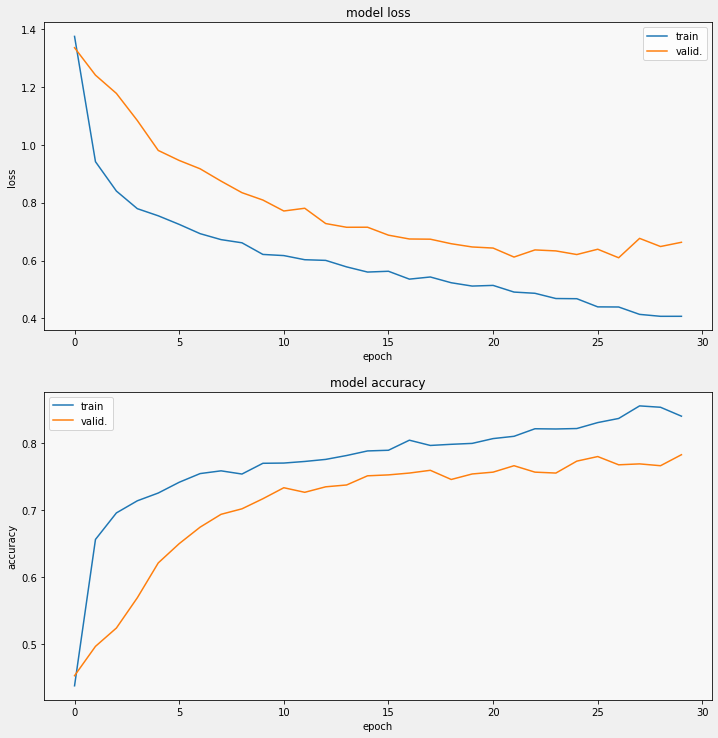 model loss
1.4
1.2
1.0
0.8
0.6
0.4
loss
train
valid.
0 5 10 15 20 25 30
epoch
model accuracy
train
valid.
0.8
0.7
0.6
0.5
accuracy
0 5 10 15 20 25 30
epoch